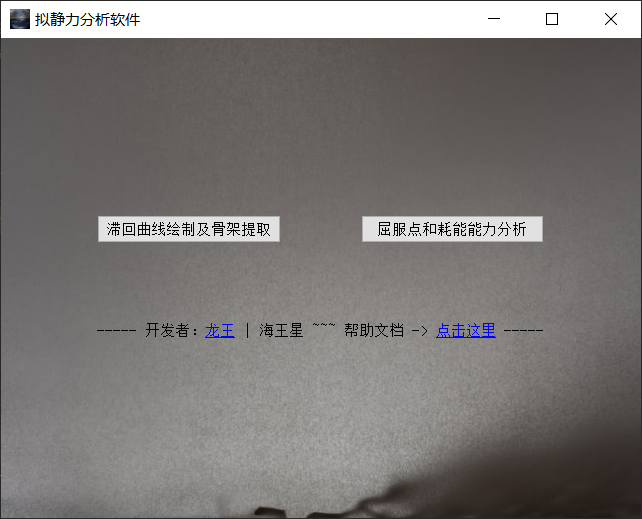 拟静力分析软件
滞回曲线绘制及骨架提取
屈服点和耗能能力分析
----- 开发者：龙王 | 海王星 ~~~ 帮助文档 -> 点击这里 -----